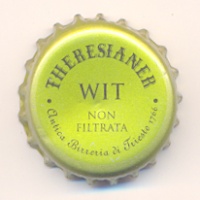 THERESIANER
WIT
NON
FILTRATA
Antica Birreria di Trieste 1766